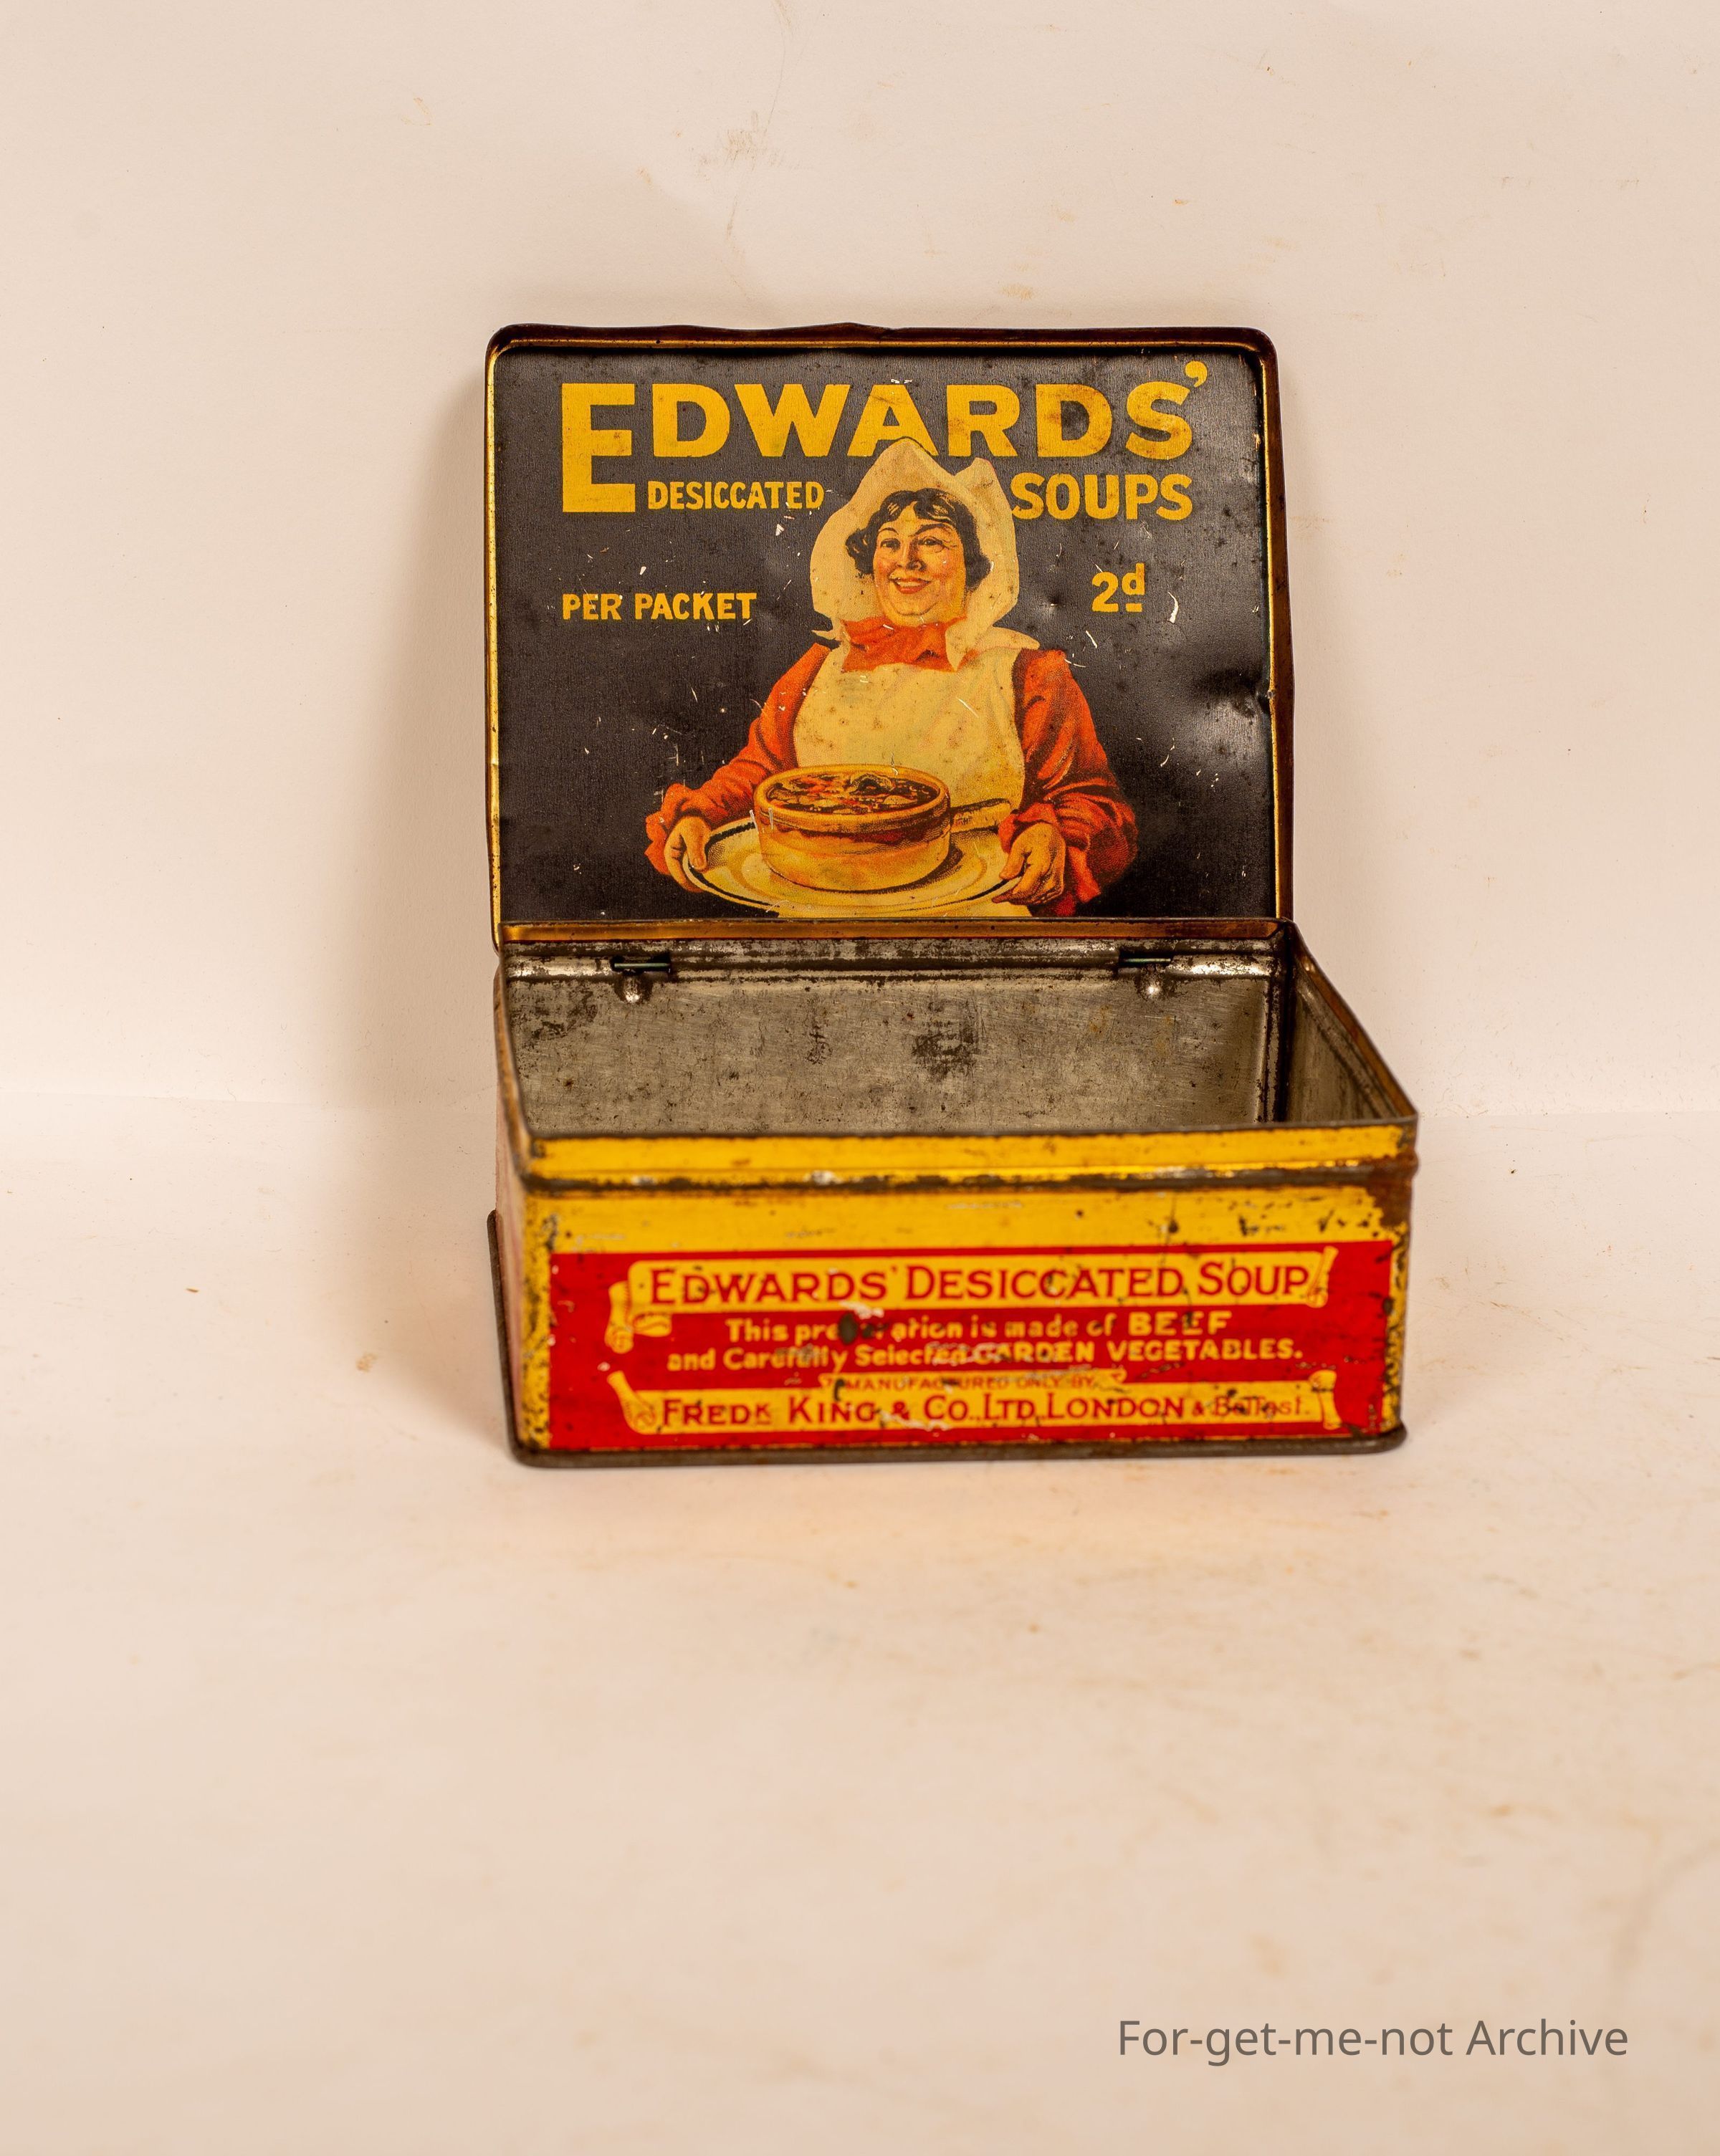 EDWARDS'
DESICCATED SOUPS
PER PACKET 2d
EDWARDS' DESICCATED SOUP.
This preparation is made of BEEF
and Carefully Selected GARDEN VEGETABLES.
MANUFACTURED ONLY BY
FREDK KING & CO. LTD. LONDON & Belfast.
For-get-me-not Archive